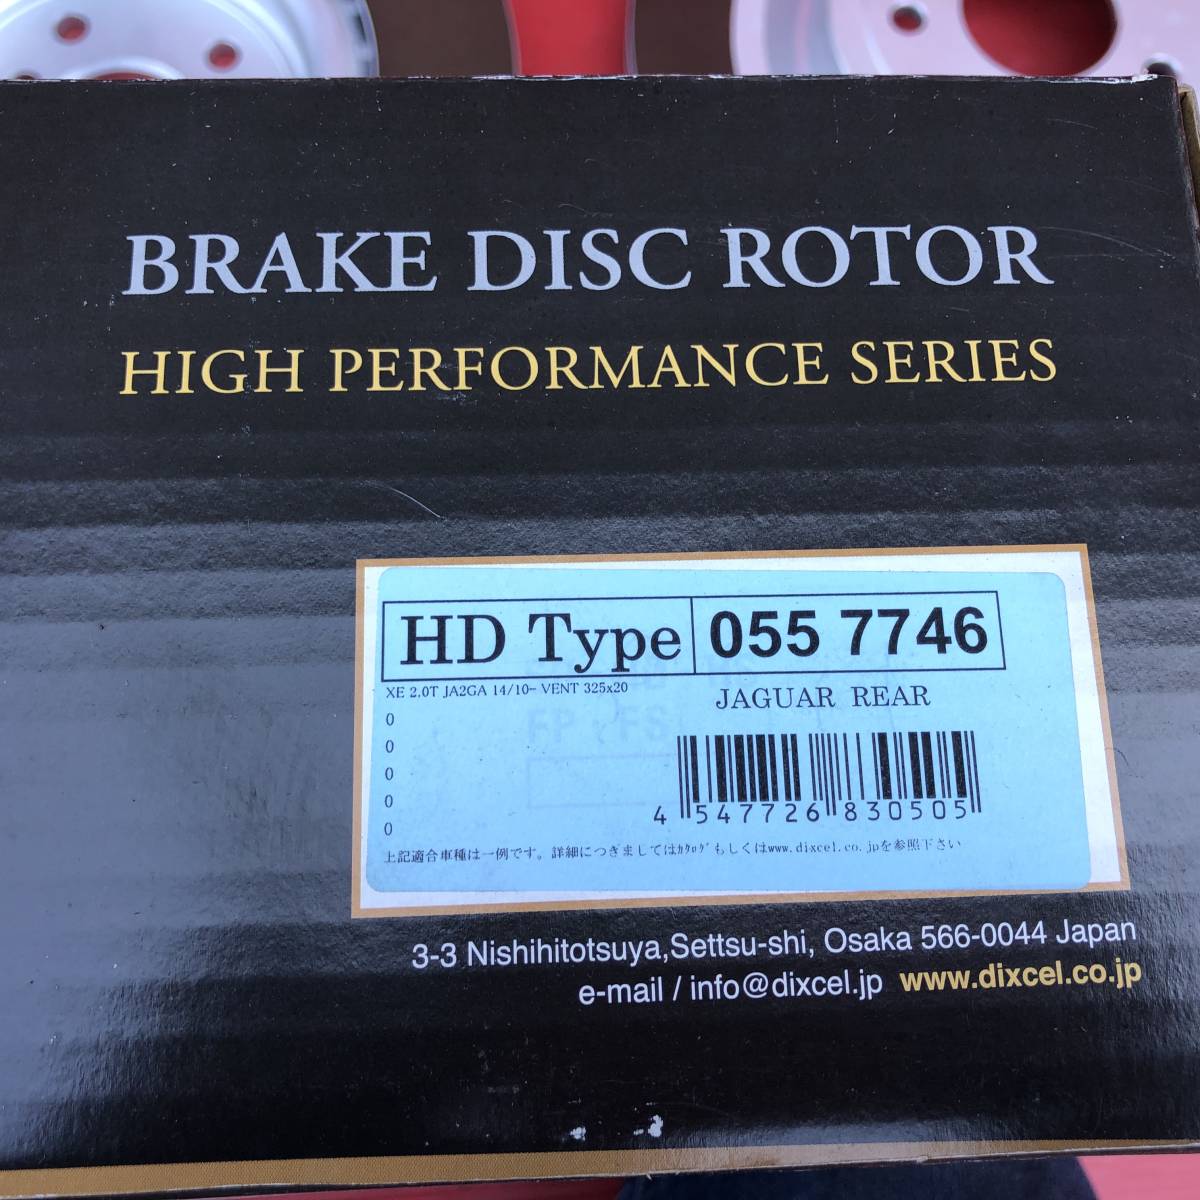 BRAKE DISC ROTOR
HIGH PERFORMANCE SERIES
HD Type 055 7746
XE 2.0T JA2GA 14/10- VENT 325x20
JAGUAR REAR
0
0
0
0
0
FP FS
4 547726 830505
上記適合車種は一例です。詳細につきましてはｶﾀﾛｸﾞもしくはwww.dixcel.co.jpを参照下さい
3-3 Nishihitotsuya,Settsu-shi, Osaka 566-0044 Japan
e-mail / info@dixcel.jp www.dixcel.co.jp